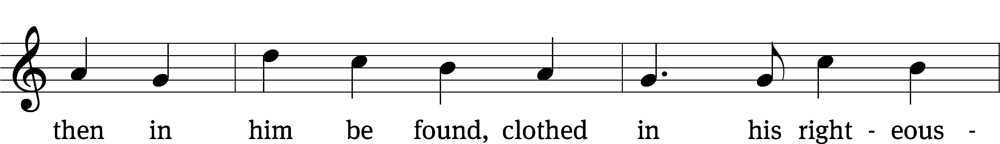 then in him be found, clothed in his right - eous -